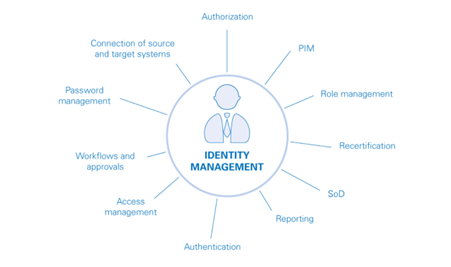 Authorization
PIM
Role management
Recertification
SoD
Reporting
Authentication
Access
management
Workflows and
approvals
Password
management
Connection of source
and target systems
IDENTITY
MANAGEMENT